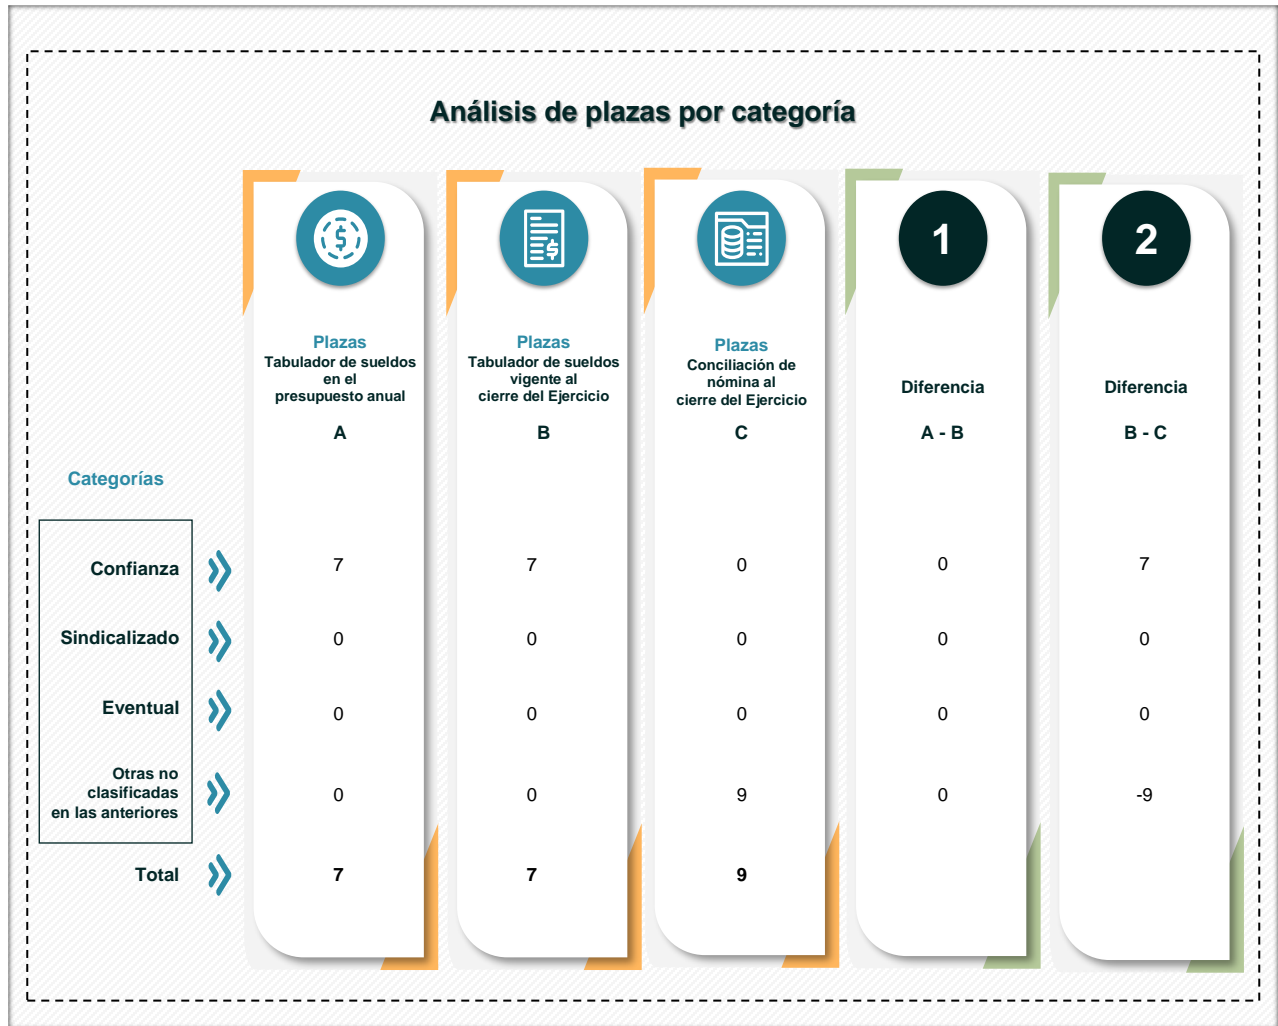 Análisis de plazas por categoría
1
2
Plazas
Tabulador de sueldos
en el
presupuesto anual
A
Plazas
Tabulador de sueldos
vigente al
cierre del Ejercicio
B
Plazas
Conciliación de
nómina al
cierre del Ejercicio
C
Diferencia
A - B
Diferencia
B - C
Categorías
Confianza 7 7 0 0 7
Sindicalizado 0 0 0 0 0
Eventual 0 0 0 0 0
Otras no
clasificadas
en las anteriores
0 0 9 0 -9
Total 7 7 9